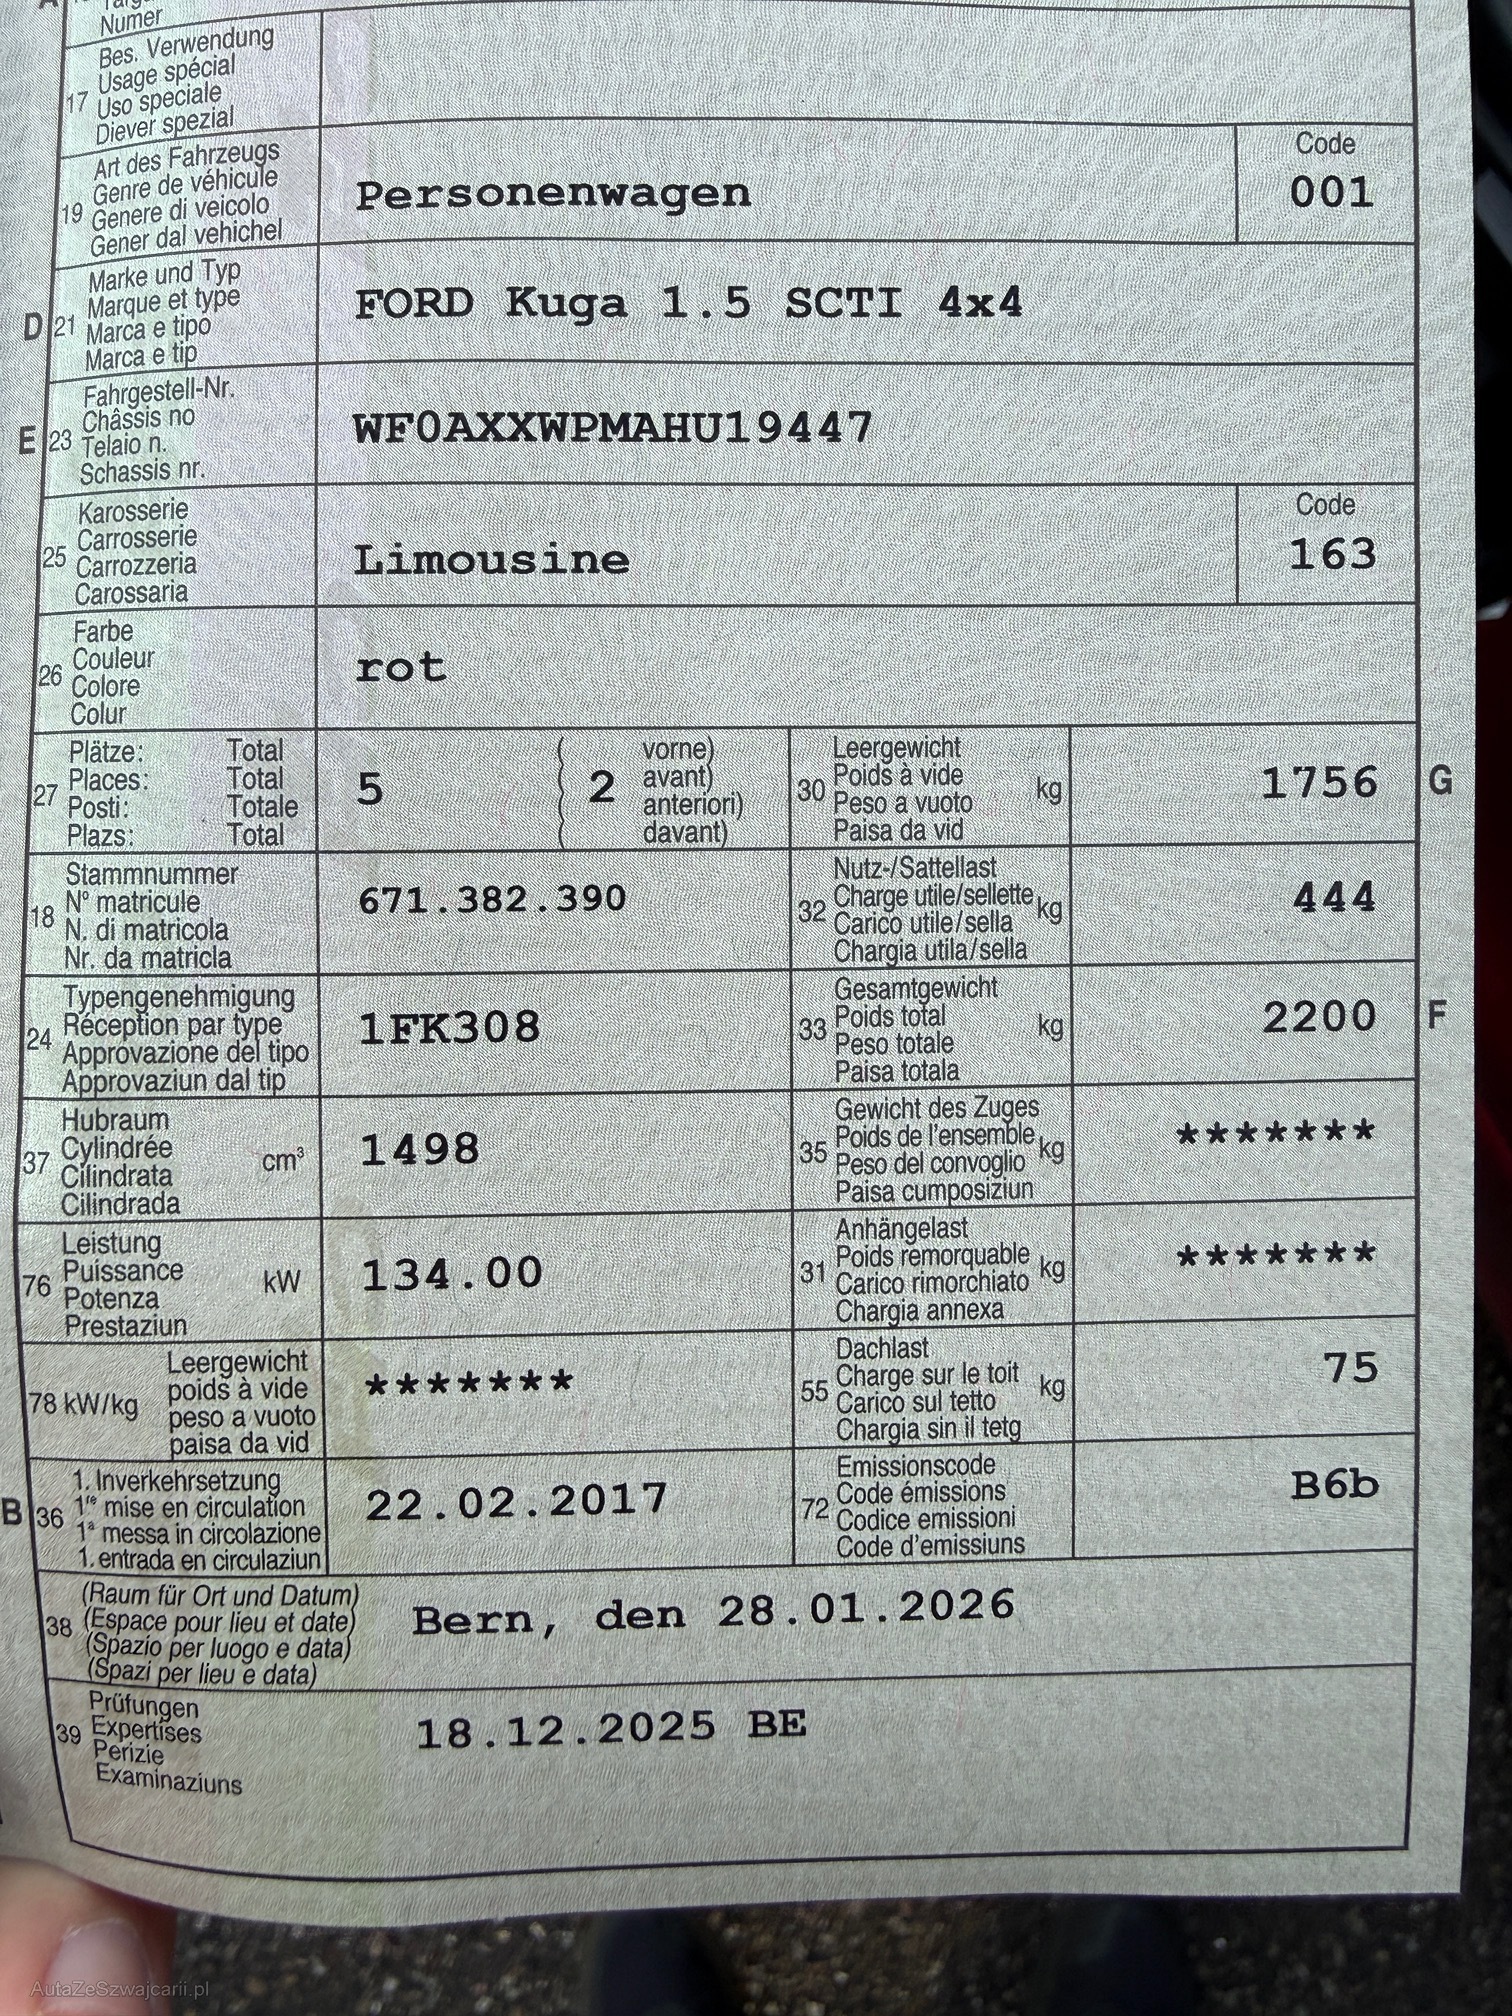 Numer
17 Bes. Verwendung
Usage spécial
Uso speciale
Diever spezial
19 Art des Fahrzeugs
Genre de véhicule
Genere di veicolo
Gener dal vehichel
Personenwagen
Code
001
D 21 Marke und Typ
Marque et type
Marca e tipo
Marca e tip
FORD Kuga 1.5 SCTI 4x4
E 23 Fahrgestell-Nr.
Châssis no
Telaio n.
Schassis nr.
WF0AXXWPMAHU19447
25 Karosserie
Carrosserie
Carrozzeria
Carossaria
Limousine
Code
163
26 Farbe
Couleur
Colore
Colur
rot
27 Plätze: Total
Places: Total
Posti: Totale
Plazs: Total
5 ( 2 vorne)
avant)
anteriori)
davant)
30 Leergewicht
Poids à vide kg
Peso a vuoto
Paisa da vid
1756 G
18 Stammnummer
N° matricule
N. di matricola
Nr. da matricla
671.382.390
32 Nutz-/Sattellast
Charge utile/sellette kg
Carico utile/sella
Chargia utila/sella
444
24 Typengenehmigung
Réception par type
Approvazione del tipo
Approvaziun dal tip
1FK308
33 Gesamtgewicht
Poids total kg
Peso totale
Paisa totala
2200 F
37 Hubraum
Cylindrée cm³
Cilindrata
Cilindrada
1498
35 Gewicht des Zuges
Poids de l'ensemble kg
Peso del convoglio
Paisa cumposiziun
*******
76 Leistung
Puissance kW
Potenza
Prestaziun
134.00
31 Anhängelast
Poids remorquable kg
Carico rimorchiato
Chargia annexa
*******
78 kW/kg Leergewicht
poids à vide
peso a vuoto
paisa da vid
*******
55 Dachlast
Charge sur le toit kg
Carico sul tetto
Chargia sin il tetg
75
B 36 1. Inverkehrsetzung
1re mise en circulation
1a messa in circolazione
1. entrada en circulaziun
22.02.2017
72 Emissionscode
Code émissions
Codice emissioni
Code d'emissiuns
B6b
38 (Raum für Ort und Datum)
(Espace pour lieu et date)
(Spazio per luogo e data)
(Spazi per lieu e data)
Bern, den 28.01.2026
39 Prüfungen
Expertises
Perizie
Examinaziuns
18.12.2025 BE
AutaZeSzwajcarii.pl